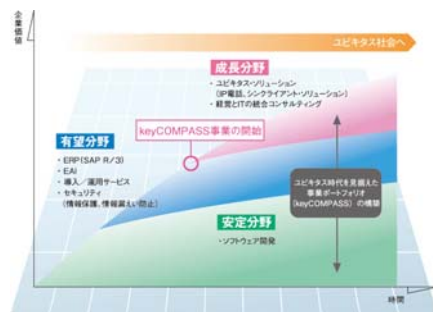 企業価値
ユビキタス社会へ
成長分野
・ユビキタス・ソリューション
(IP電話、シンクライアント・ソリューション)
・経営とITの統合コンサルティング
keyCOMPASS事業の開始
有望分野
・ERP(SAP R/3)
・EAI
・導入/運用サービス
・セキュリティ
(情報保護、情報漏えい防止)
ユビキタス時代を見据えた
事業ポートフォリオ
(keyCOMPASS) の構築
安定分野
・ソフトウェア開発
時間